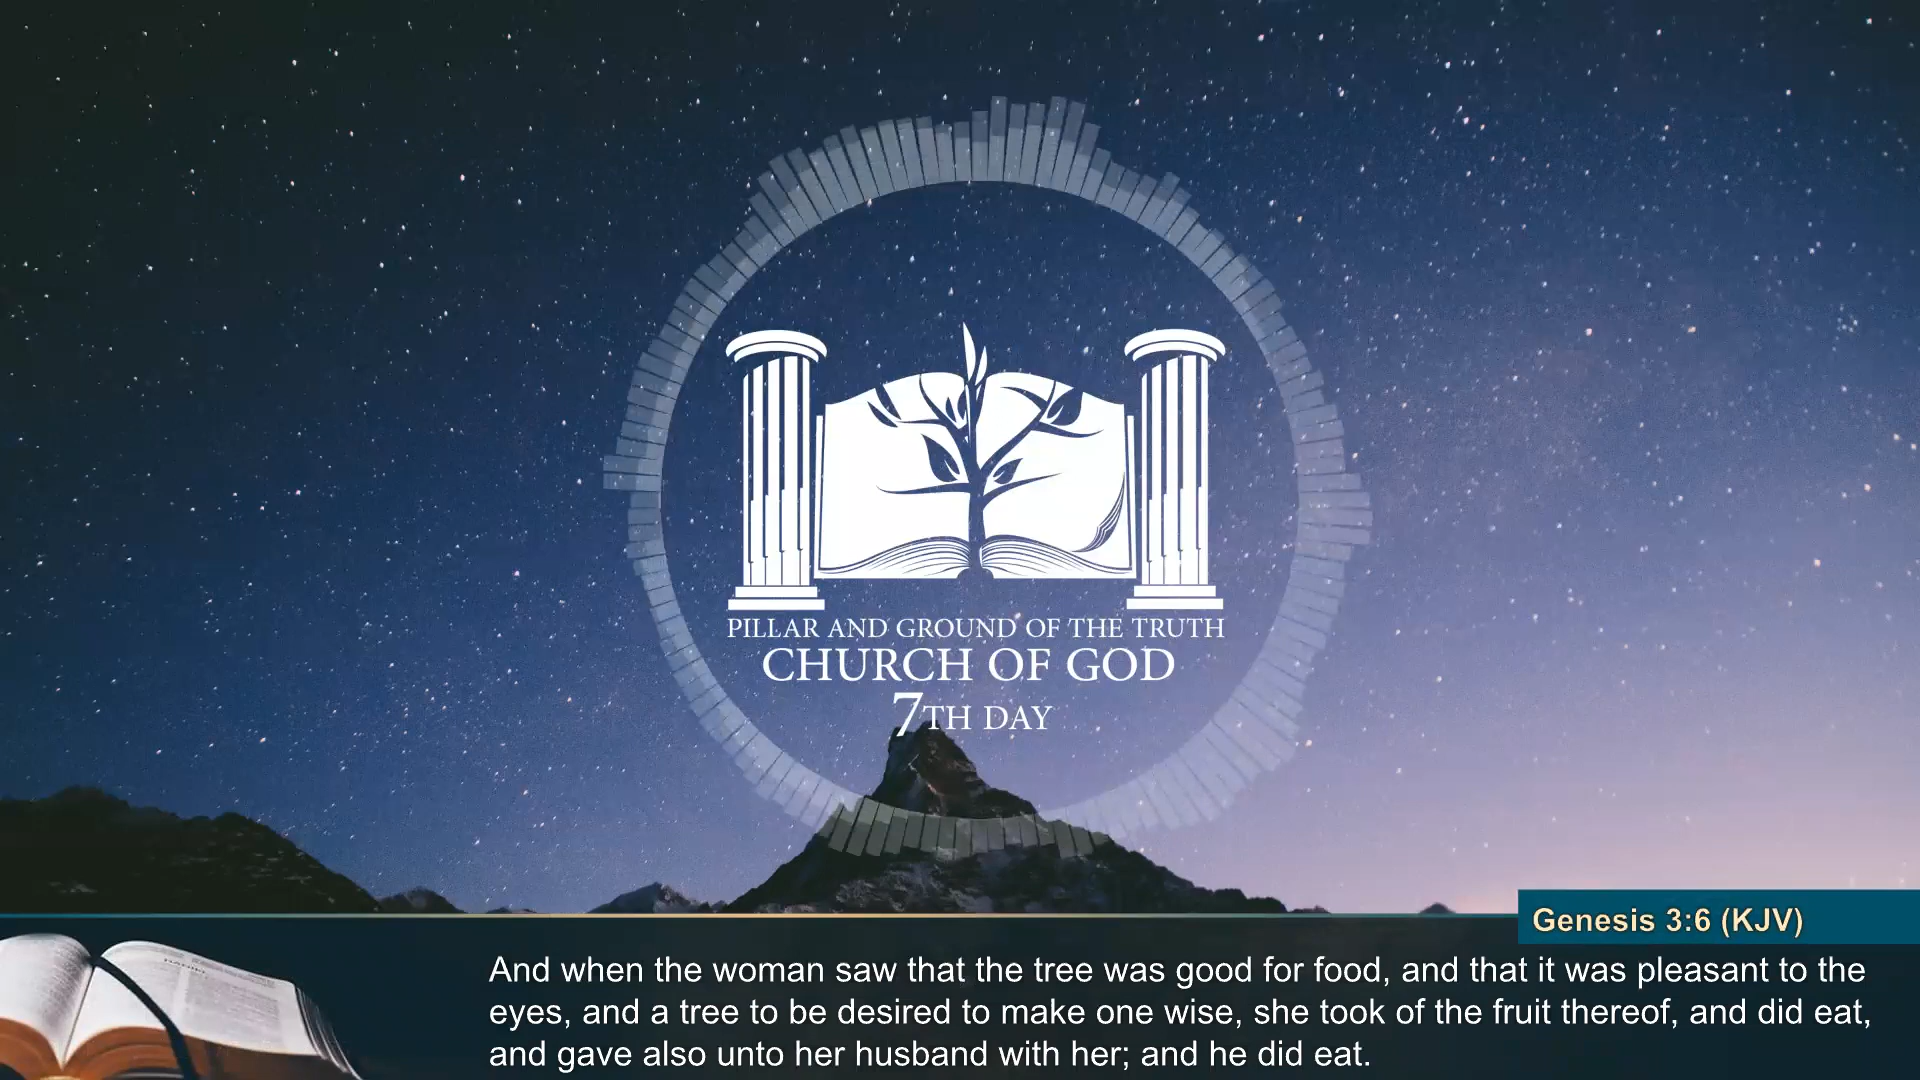 PILLAR AND GROUND OF THE TRUTH
CHURCH OF GOD
7TH DAY
Genesis 3:6 (KJV)
And when the woman saw that the tree was good for food, and that it was pleasant to the
eyes, and a tree to be desired to make one wise, she took of the fruit thereof, and did eat,
and gave also unto her husband with her; and he did eat.